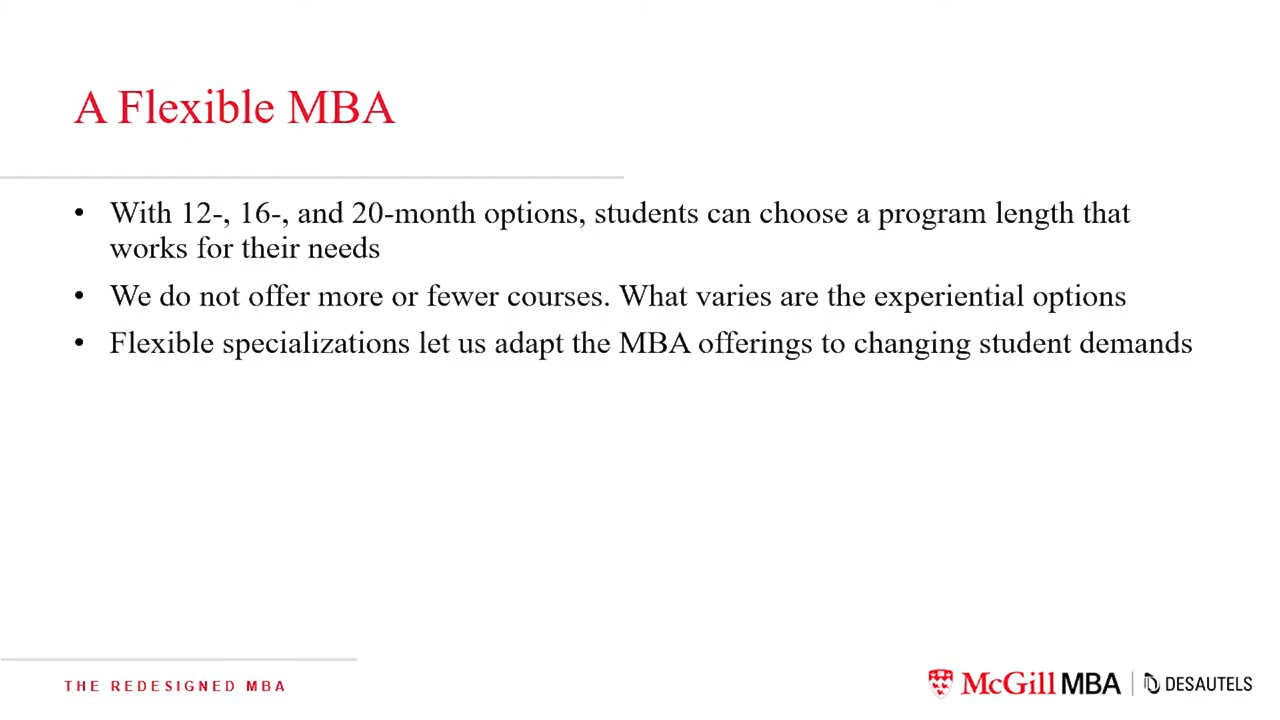 A Flexible MBA
• With 12-, 16-, and 20-month options, students can choose a program length that
works for their needs
• We do not offer more or fewer courses. What varies are the experiential options
• Flexible specializations let us adapt the MBA offerings to changing student demands
THE REDESIGNED MBA
McGill MBA | DESAUTELS